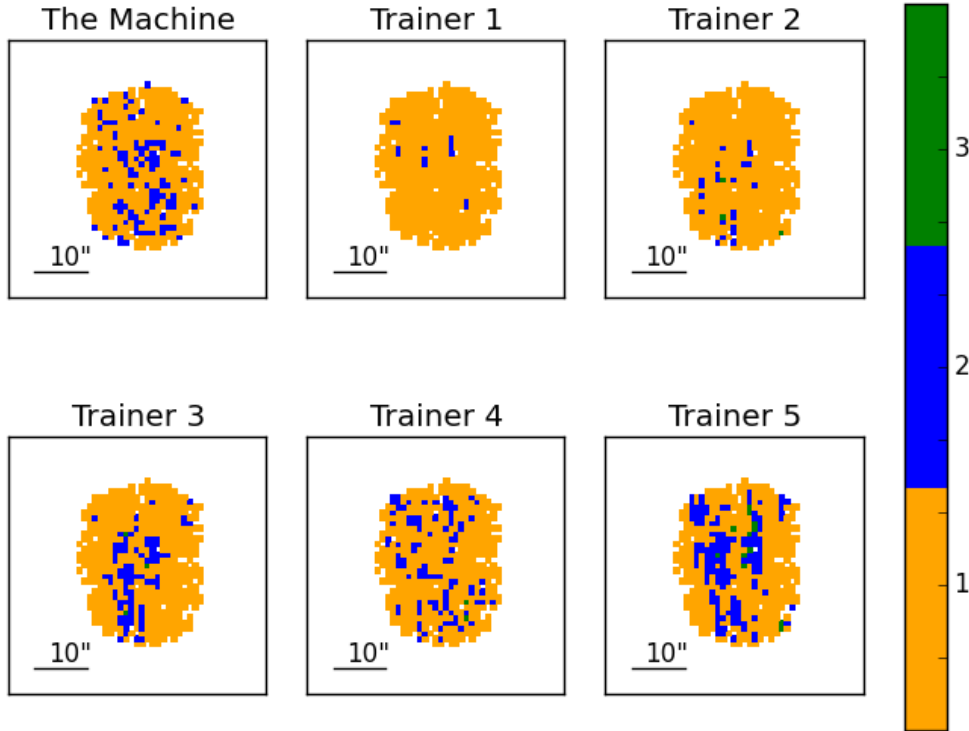 The Machine
Trainer 1
Trainer 2
10"
10"
10"
Trainer 3
Trainer 4
Trainer 5
10"
10"
10"
3
2
1